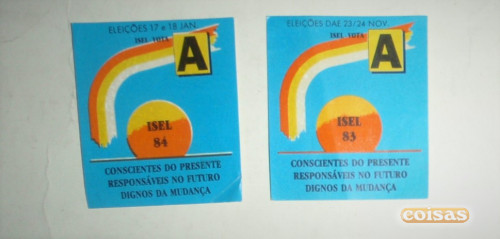 ELEIÇÕES 17 e 18 JAN.
ISEL VOTA
A
ISEL
84
CONSCIENTES DO PRESENTE
RESPONSÁVEIS NO FUTURO
DIGNOS DA MUDANÇA
ELEIÇÕES DAE 23/24 NOV.
ISEL VOTA
A
ISEL
83
CONSCIENTES DO PRESENTE
RESPONSÁVEIS NO FUTURO
DIGNOS DA MUDANÇA
coisas